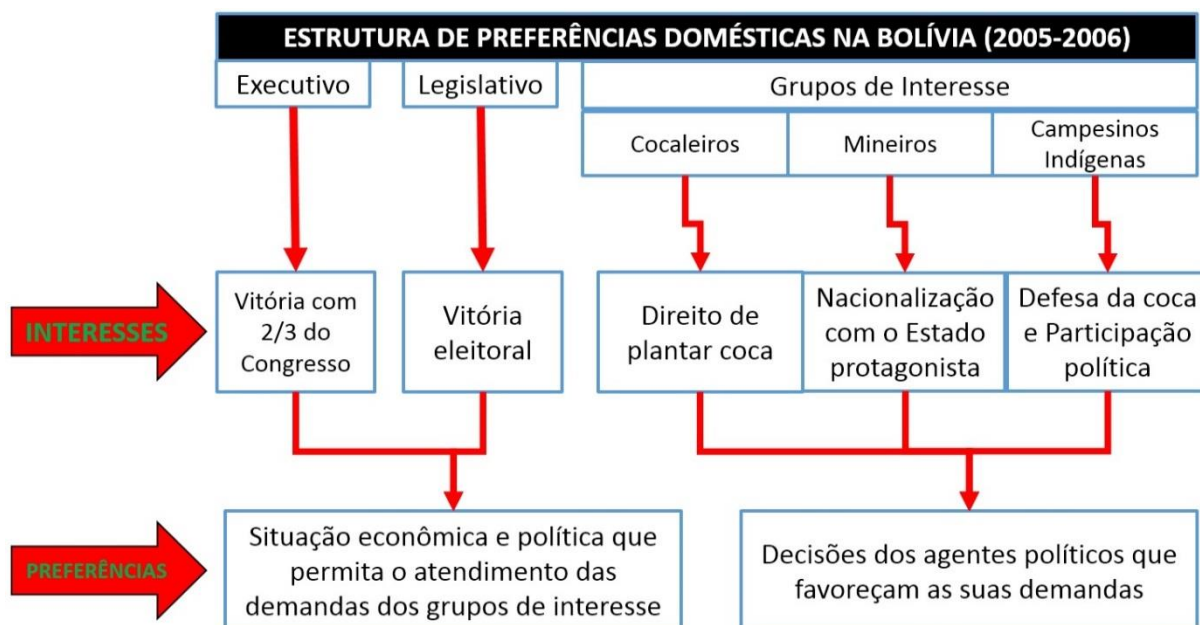 ESTRUTURA DE PREFERÊNCIAS DOMÉSTICAS NA BOLÍVIA (2005-2006)
Executivo
Legislativo
Grupos de Interesse
Cocaleiros
Mineiros
Campesinos
Indígenas
INTERESSES
Vitória com
2/3 do
Congresso
Vitória
eleitoral
Direito de
plantar coca
Nacionalização
com o Estado
protagonista
Defesa da coca
e Participação
política
PREFERÊNCIAS
Situação econômica e política que
permita o atendimento das
demandas dos grupos de interesse
Decisões dos agentes políticos que
favoreçam as suas demandas